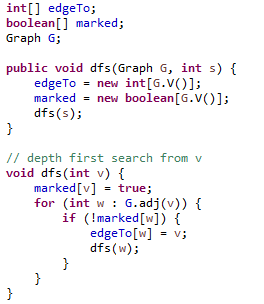 int[] edgeTo;
boolean[] marked;
Graph G;

public void dfs(Graph G, int s) {
    edgeTo = new int[G.V()];
    marked = new boolean[G.V()];
    dfs(s);
}

// depth first search from v
void dfs(int v) {
    marked[v] = true;
    for (int w : G.adj(v)) {
        if (!marked[w]) {
            edgeTo[w] = v;
            dfs(w);
        }
    }
}